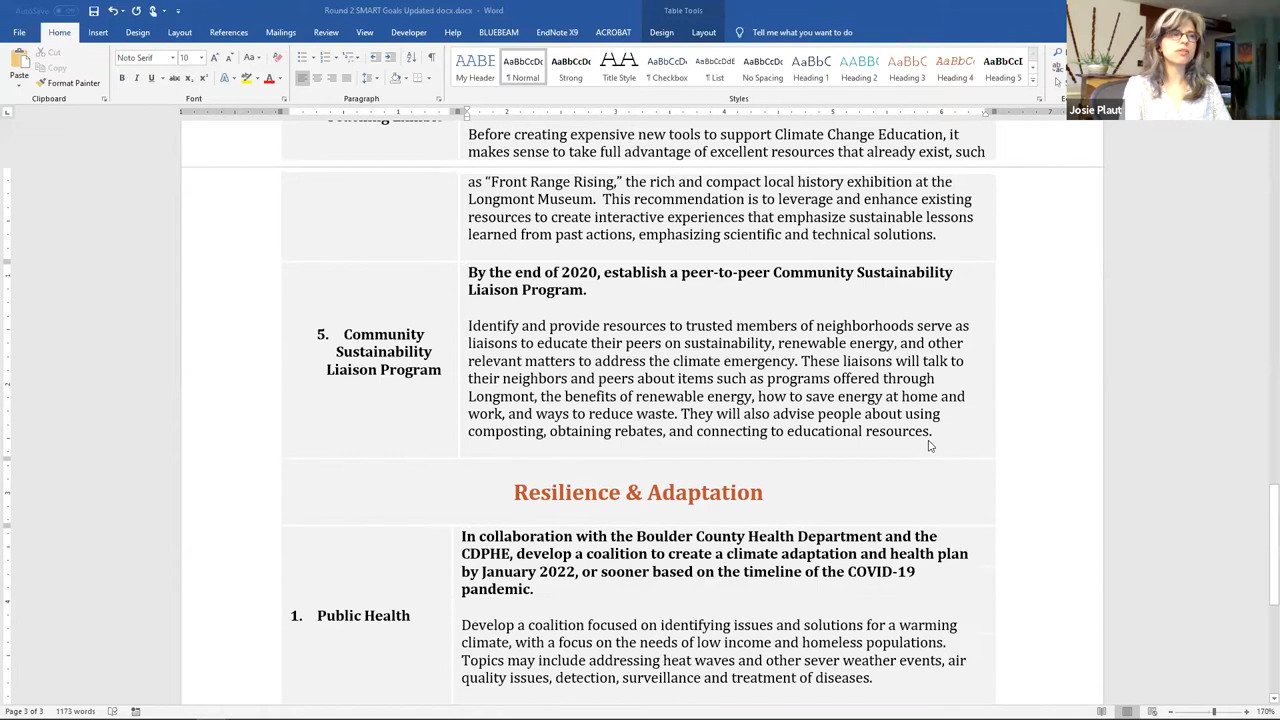 Round 2 SMART Goals Updated docx.docx - Word
Table Tools
File Home Insert Draw Design Layout References Mailings Review View Developer Help BLUEBEAM EndNote X9 ACROBAT Design Layout Tell me what you want to do
Paste
Cut
Copy
Format Painter
Clipboard
Noto Serif 10
Font
Paragraph
AABE AaBbCcDc AaBbCcDc AA AaBbCcD AaBbCcDc
My Header ¶ Normal Strong Title Style ¶ Checkbox ¶ List No Spacing Heading 1 Heading 2 Heading 3 Heading 4 Heading 5
Styles
Josie Plaut
Before creating expensive new tools to support Climate Change Education, it
makes sense to take full advantage of excellent resources that already exist, such
as “Front Range Rising,” the rich and compact local history exhibition at the
Longmont Museum. This recommendation is to leverage and enhance existing
resources to create interactive experiences that emphasize sustainable lessons
learned from past actions, emphasizing scientific and technical solutions.
5. Community
Sustainability
Liaison Program
By the end of 2020, establish a peer-to-peer Community Sustainability
Liaison Program.
Identify and provide resources to trusted members of neighborhoods serve as
liaisons to educate their peers on sustainability, renewable energy, and other
relevant matters to address the climate emergency. These liaisons will talk to
their neighbors and peers about items such as programs offered through
Longmont, the benefits of renewable energy, how to save energy at home and
work, and ways to reduce waste. They will also advise people about using
composting, obtaining rebates, and connecting to educational resources.
Resilience & Adaptation
1. Public Health
In collaboration with the Boulder County Health Department and the
CDPHE, develop a coalition to create a climate adaptation and health plan
by January 2022, or sooner based on the timeline of the COVID-19
pandemic.
Develop a coalition focused on identifying issues and solutions for a warming
climate, with a focus on the needs of low income and homeless populations.
Topics may include addressing heat waves and other sever weather events, air
quality issues, detection, surveillance and treatment of diseases.
Page 3 of 3 1173 words
170%